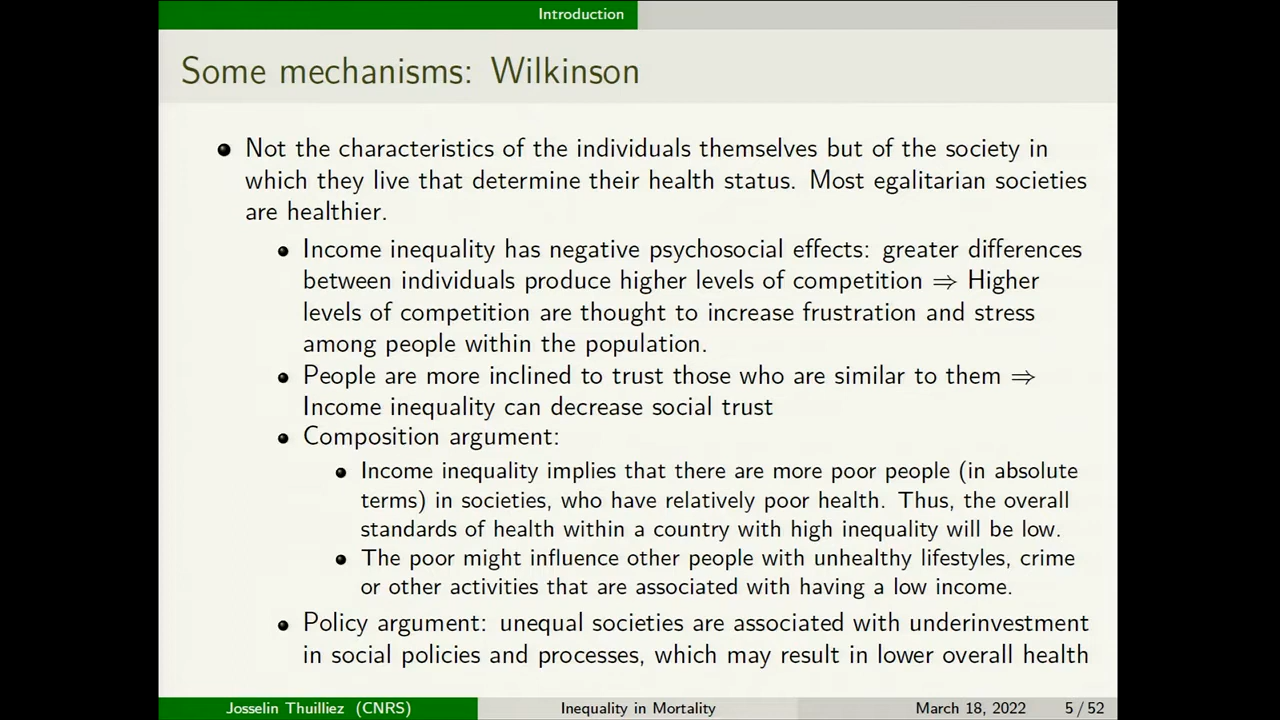 Introduction
Some mechanisms: Wilkinson
Not the characteristics of the individuals themselves but of the society in
which they live that determine their health status. Most egalitarian societies
are healthier.
Income inequality has negative psychosocial effects: greater differences
between individuals produce higher levels of competition ⇒ Higher
levels of competition are thought to increase frustration and stress
among people within the population.
People are more inclined to trust those who are similar to them ⇒
Income inequality can decrease social trust
Composition argument:
Income inequality implies that there are more poor people (in absolute
terms) in societies, who have relatively poor health. Thus, the overall
standards of health within a country with high inequality will be low.
The poor might influence other people with unhealthy lifestyles, crime
or other activities that are associated with having a low income.
Policy argument: unequal societies are associated with underinvestment
in social policies and processes, which may result in lower overall health
Josselin Thuilliez (CNRS) Inequality in Mortality March 18, 2022 5 / 52